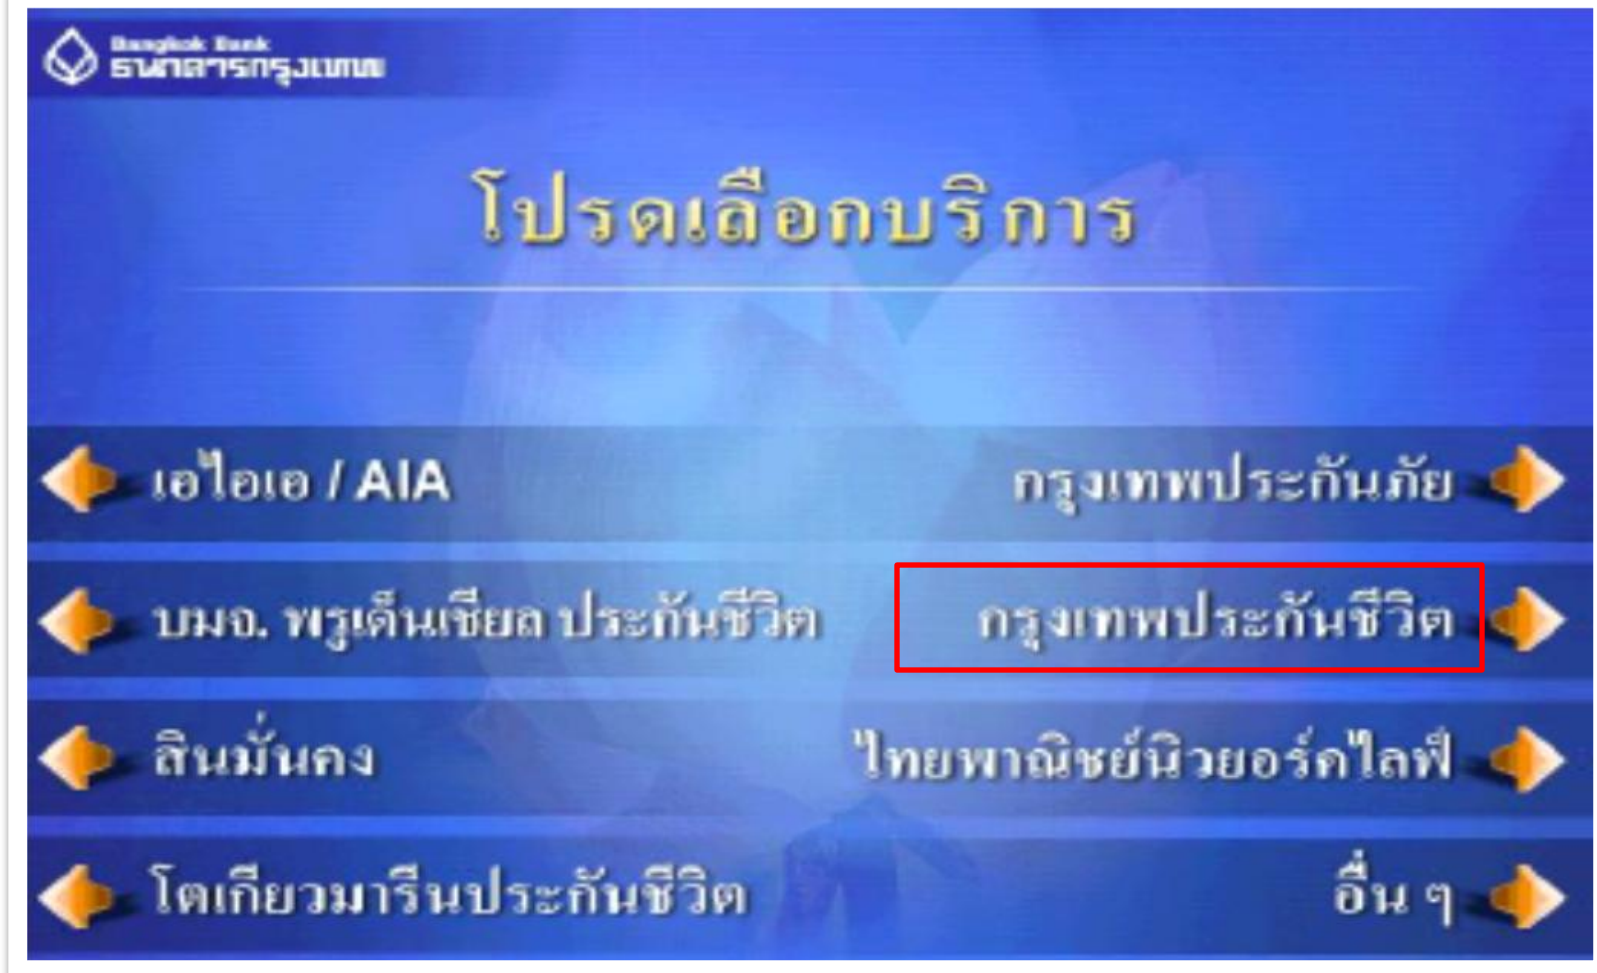 Bangkok Bank
ธนาคารกรุงเทพ
โปรดเลือกบริการ
เอไอเอ / AIA
กรุงเทพประกันภัย
บมจ. พรูเด็นเชียล ประกันชีวิต
กรุงเทพประกันชีวิต
สินมั่นคง
ไทยพาณิชย์นิวยอร์คไลฟ์
โตเกียวมารีนประกันชีวิต
อื่น ๆ